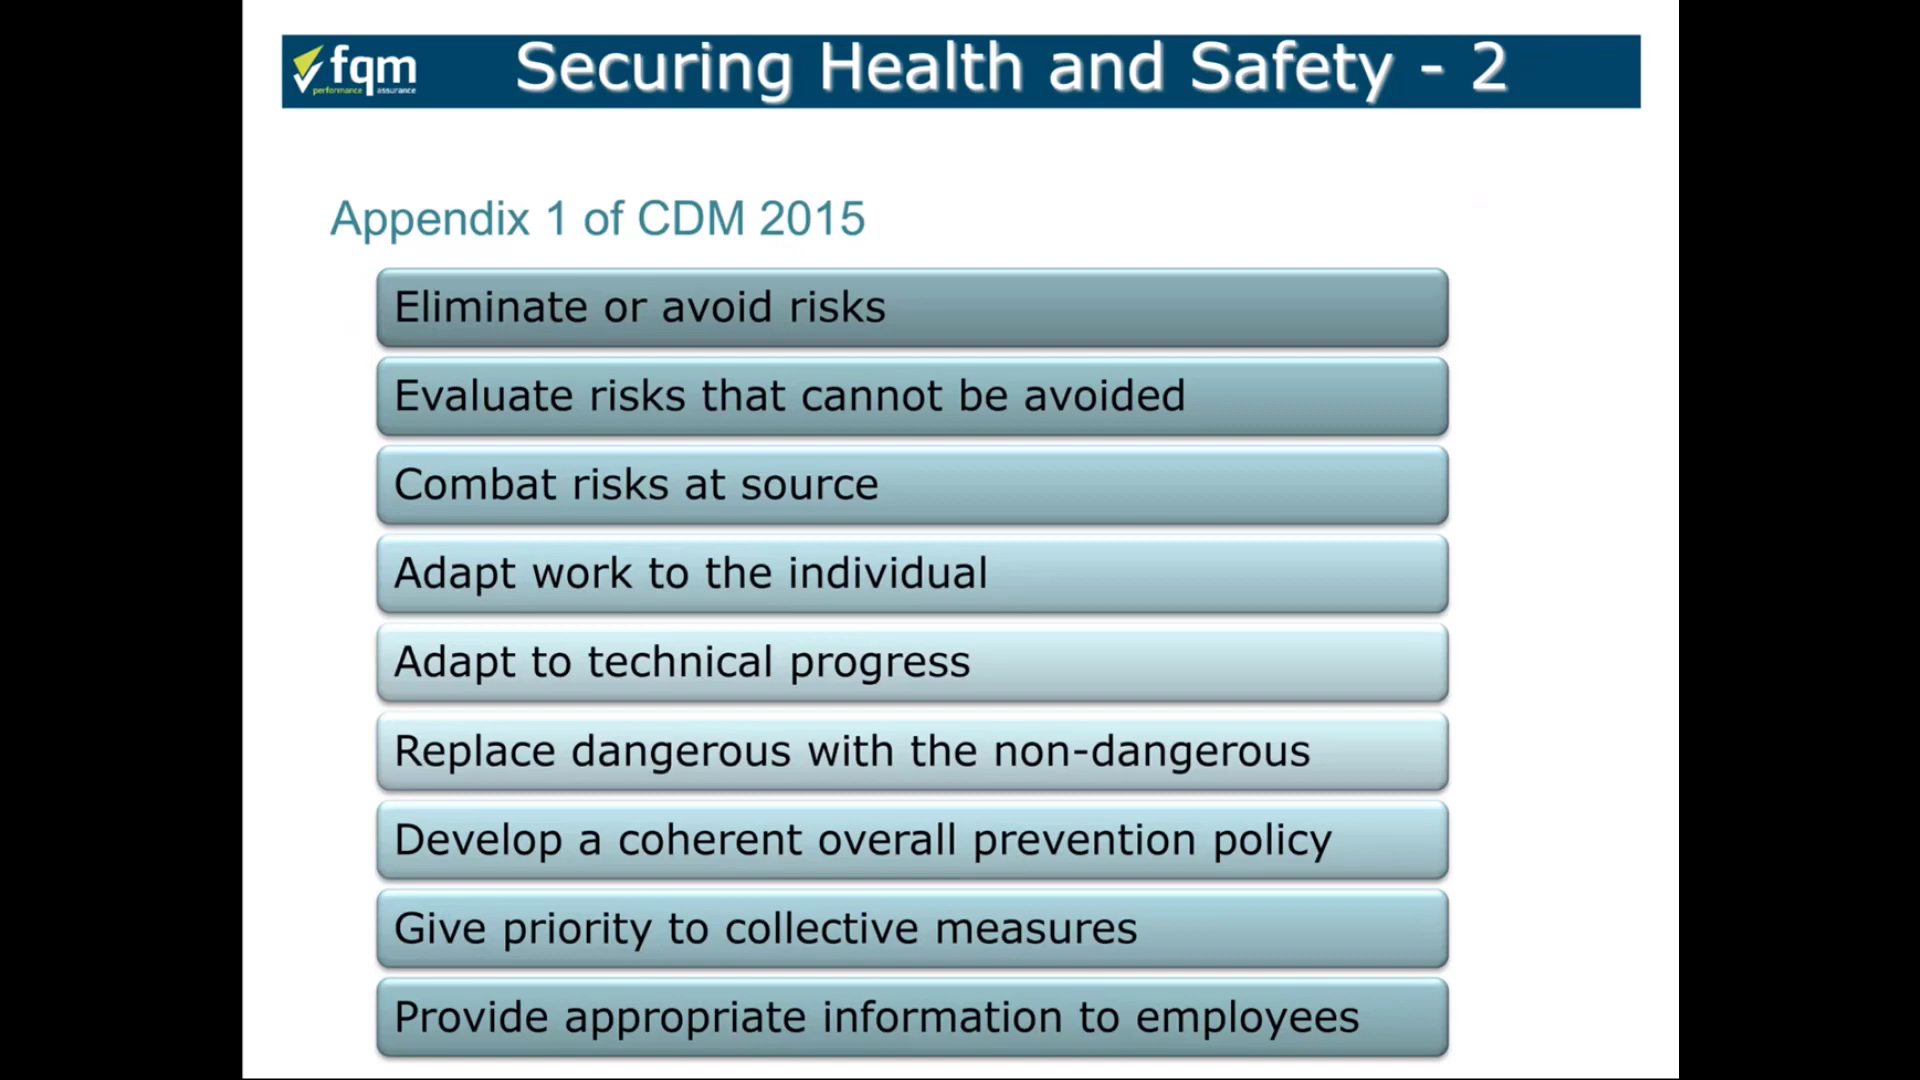 fqm
performance assurance
Securing Health and Safety - 2
Appendix 1 of CDM 2015
Eliminate or avoid risks
Evaluate risks that cannot be avoided
Combat risks at source
Adapt work to the individual
Adapt to technical progress
Replace dangerous with the non-dangerous
Develop a coherent overall prevention policy
Give priority to collective measures
Provide appropriate information to employees